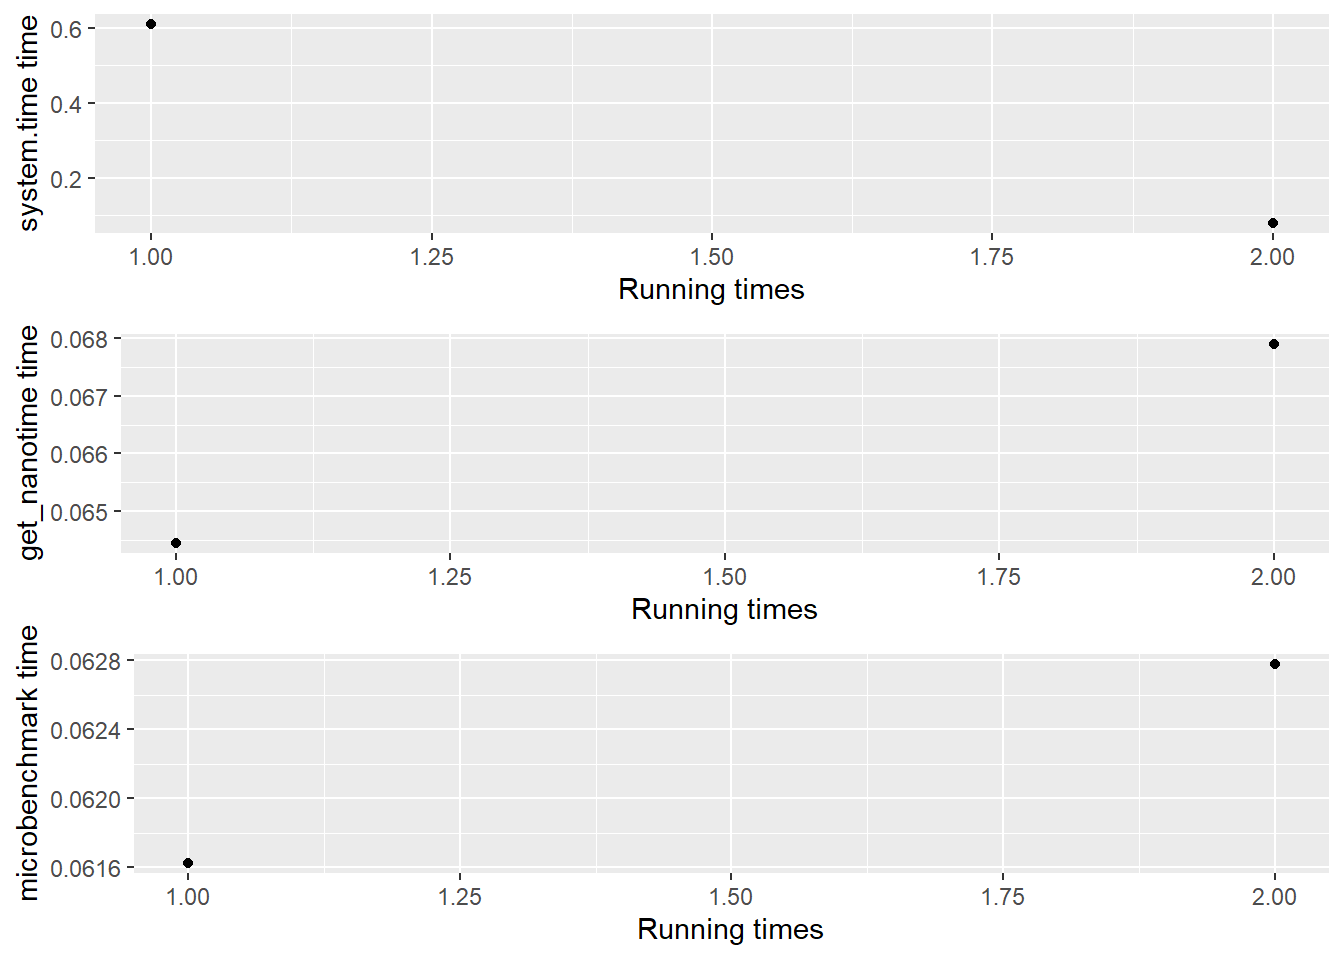 system.time time
0.6
0.4
0.2
1.00 1.25 1.50 1.75 2.00
Running times
get_nanotime time
0.068
0.067
0.066
0.065
1.00 1.25 1.50 1.75 2.00
Running times
microbenchmark time
0.0628
0.0624
0.0620
0.0616
1.00 1.25 1.50 1.75 2.00
Running times